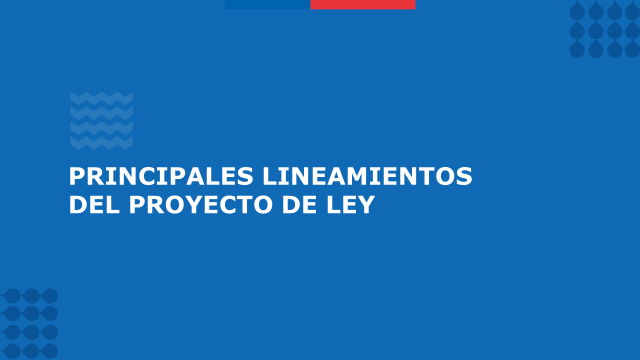 PRINCIPALES LINEAMIENTOS
DEL PROYECTO DE LEY